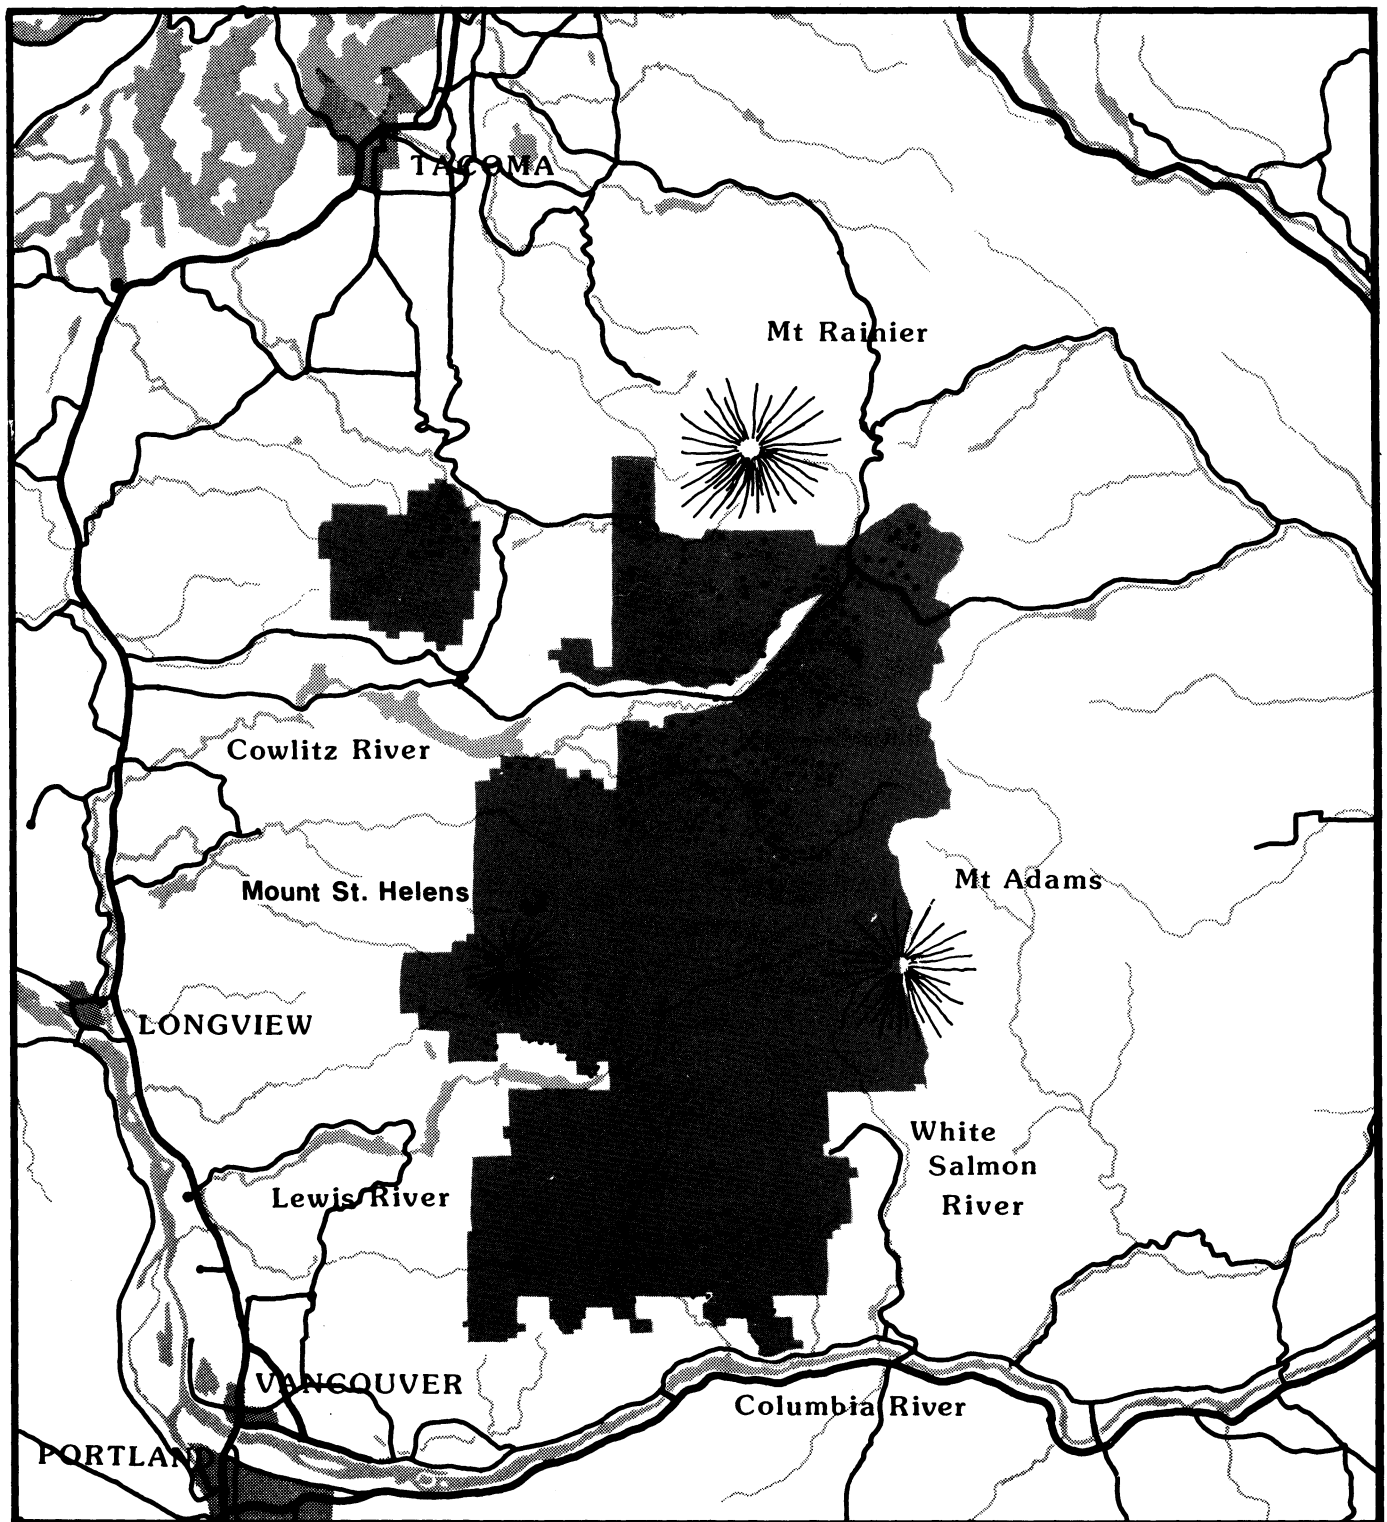 TACOMA
Mt Rainier
Cowlitz River
Mount St. Helens
Mt Adams
LONGVIEW
White
Salmon
River
Lewis River
VANCOUVER
Columbia River
PORTLAND